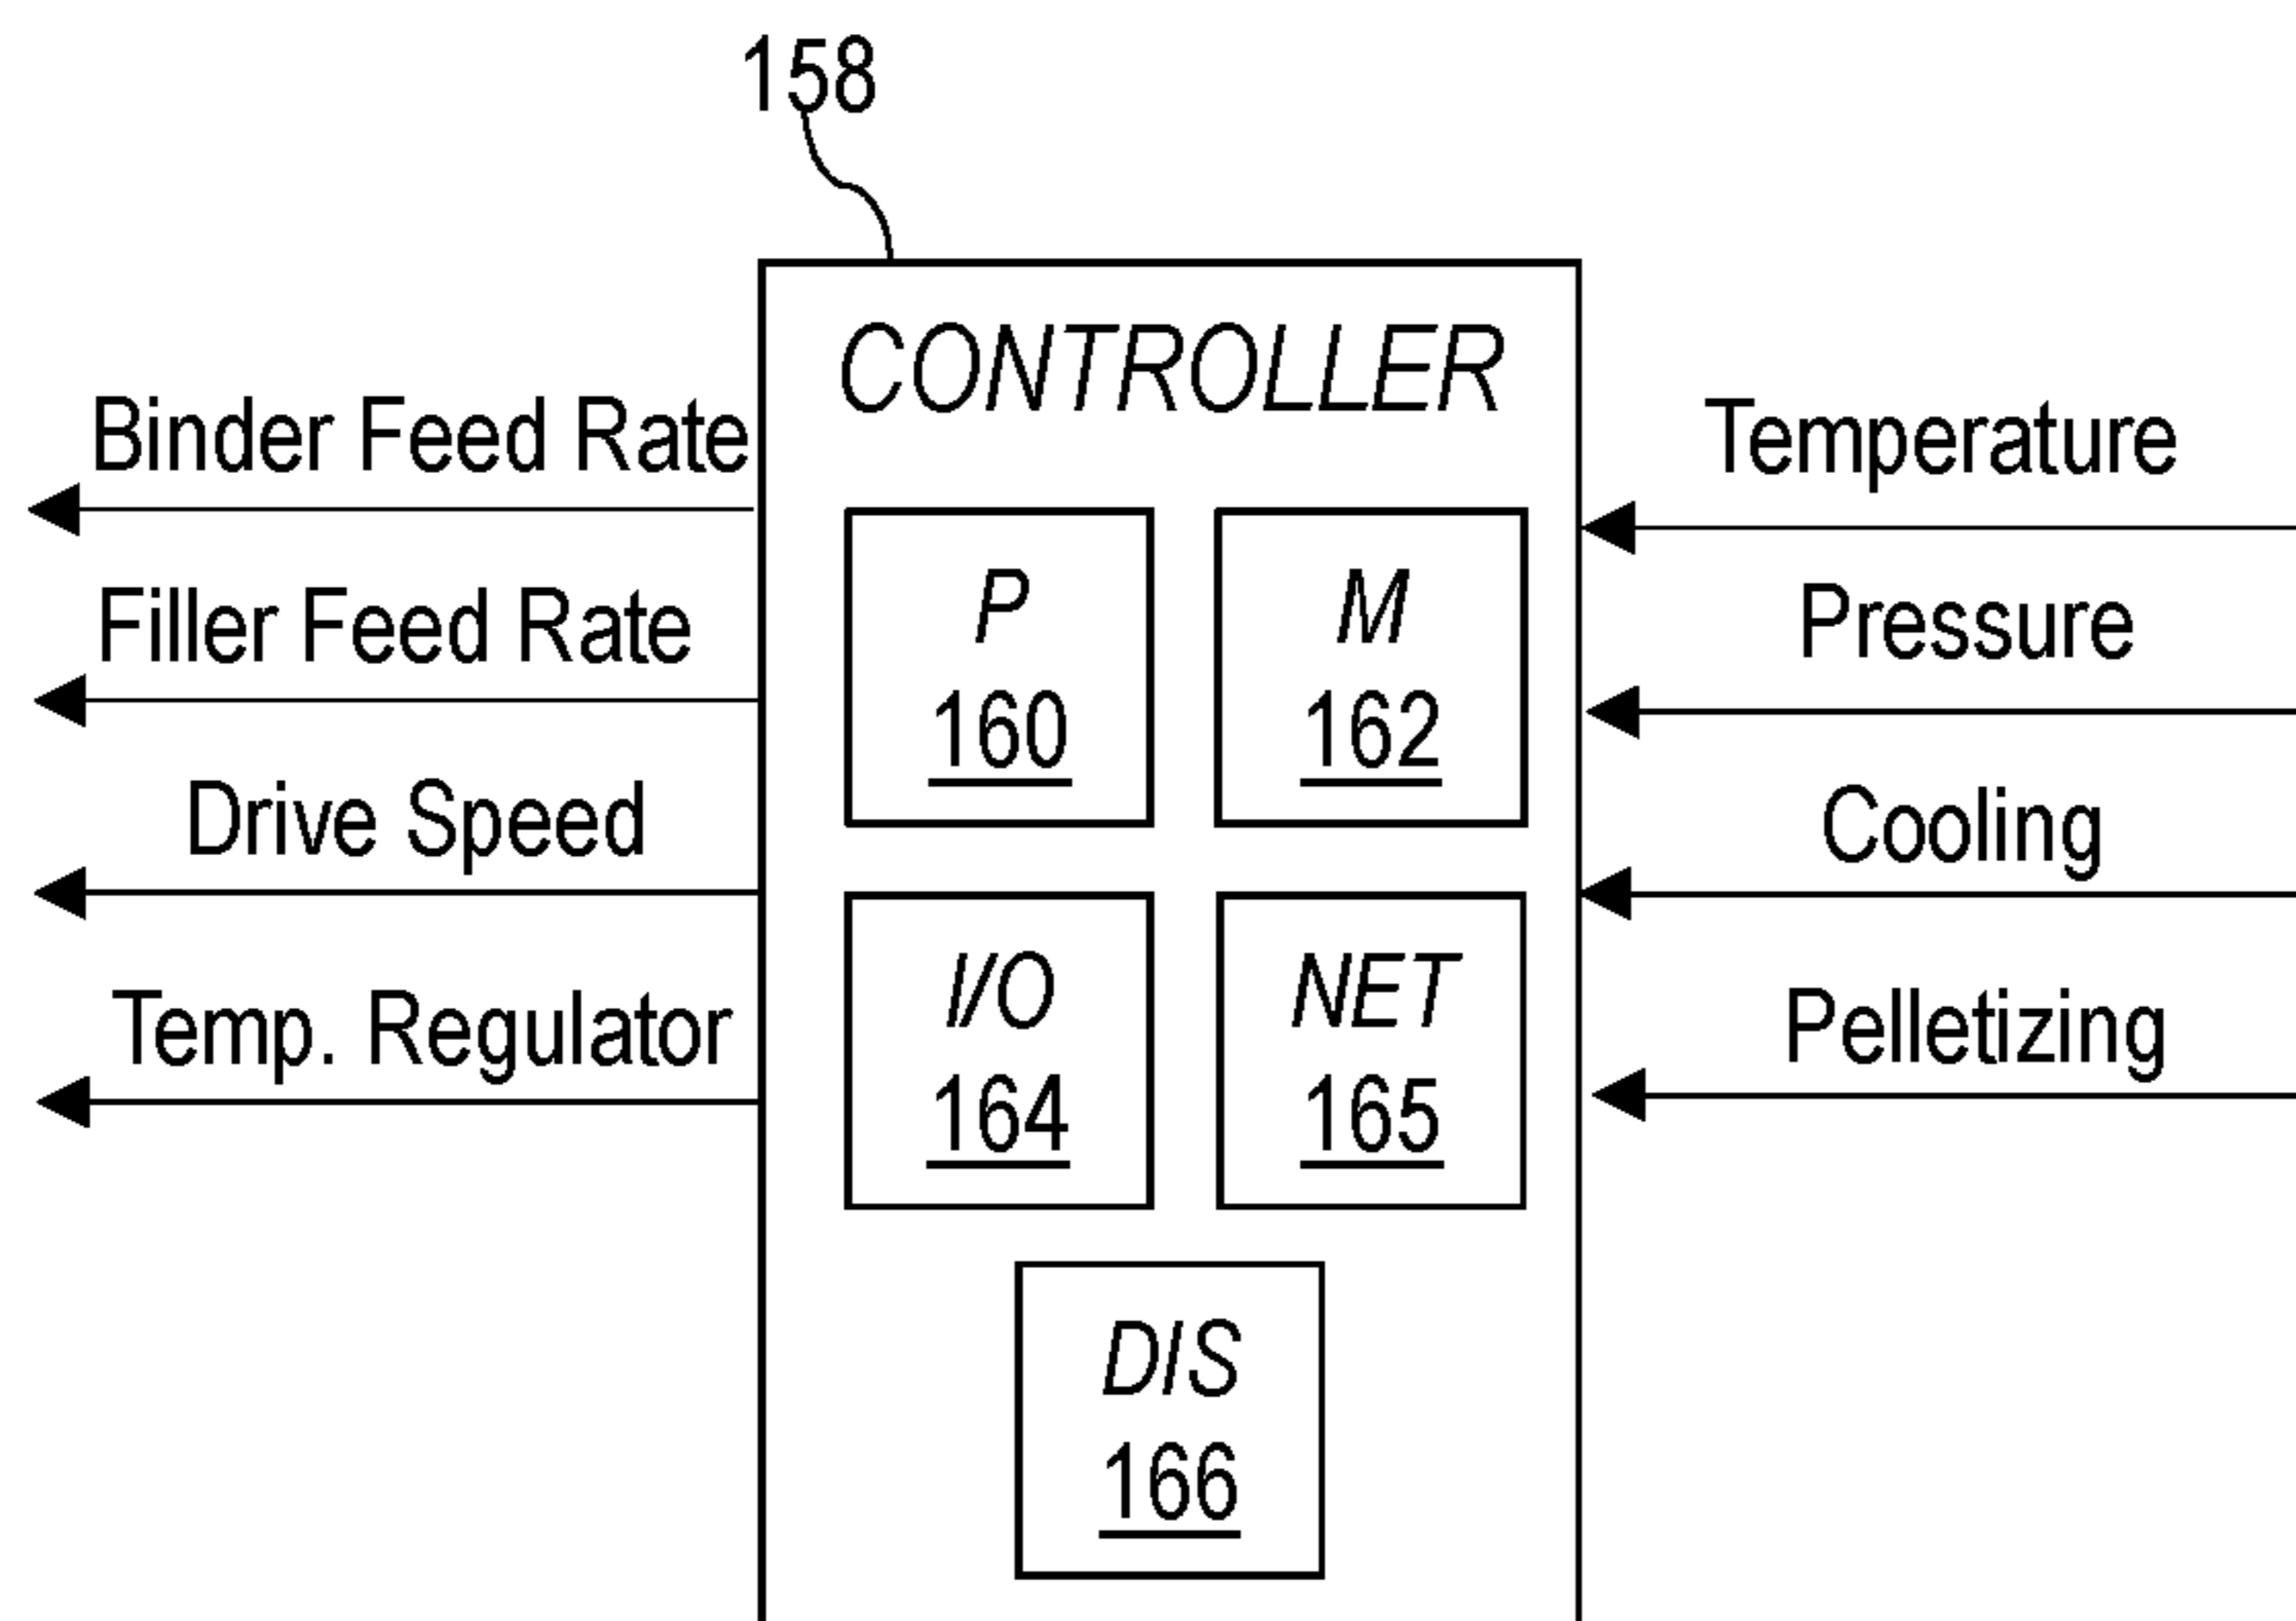 158
CONTROLLER
Binder Feed Rate
Filler Feed Rate
Drive Speed
Temp. Regulator
P
160
M
162
I/O
164
NET
165
DIS
166
Temperature
Pressure
Cooling
Pelletizing